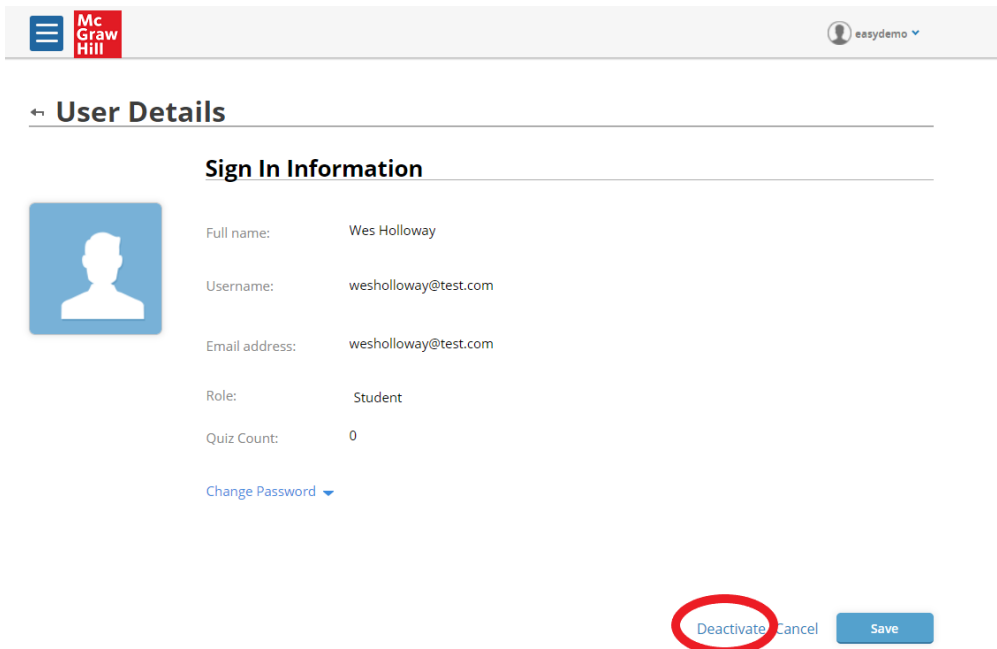 Mc
Graw
Hill
easydemo
User Details
Sign In Information
Full name: Wes Holloway
Username: wesholloway@test.com
Email address: wesholloway@test.com
Role: Student
Quiz Count: 0
Change Password
Deactivate Cancel Save